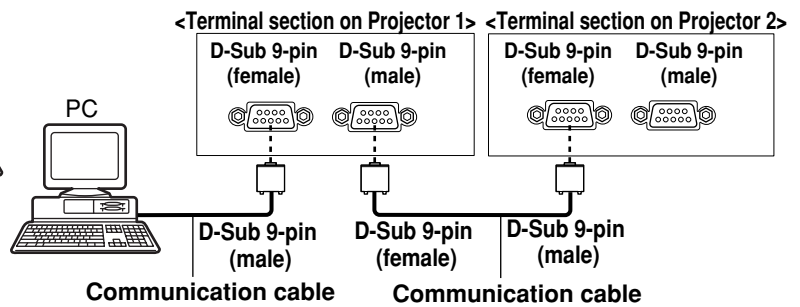 <Terminal section on Projector 1> <Terminal section on Projector 2>
D-Sub 9-pin D-Sub 9-pin D-Sub 9-pin D-Sub 9-pin
(female) (male) (female) (male)
PC
D-Sub 9-pin D-Sub 9-pin D-Sub 9-pin
(male) (female) (male)
Communication cable Communication cable